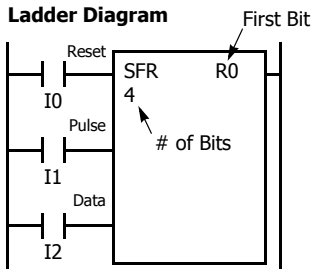 Ladder Diagram
First Bit
Reset
SFR R0
I0
4
Pulse
# of Bits
I1
Data
I2